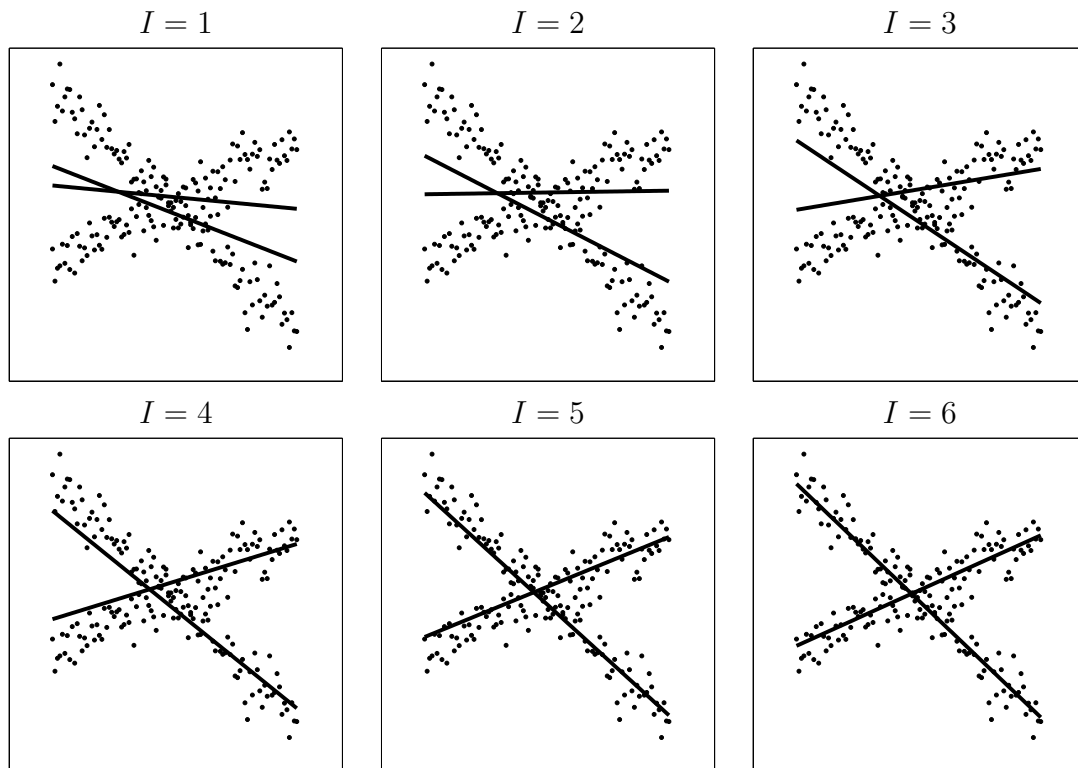 I = 1
I = 2
I = 3
I = 4
I = 5
I = 6